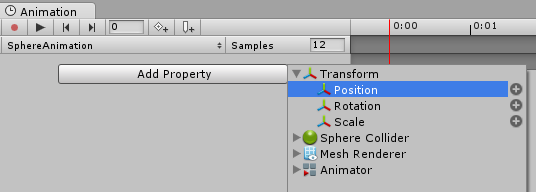 Animation
0
0:00
0:01
SphereAnimation
Samples
12
Add Property
Transform
Position
Rotation
Scale
Sphere Collider
Mesh Renderer
Animator